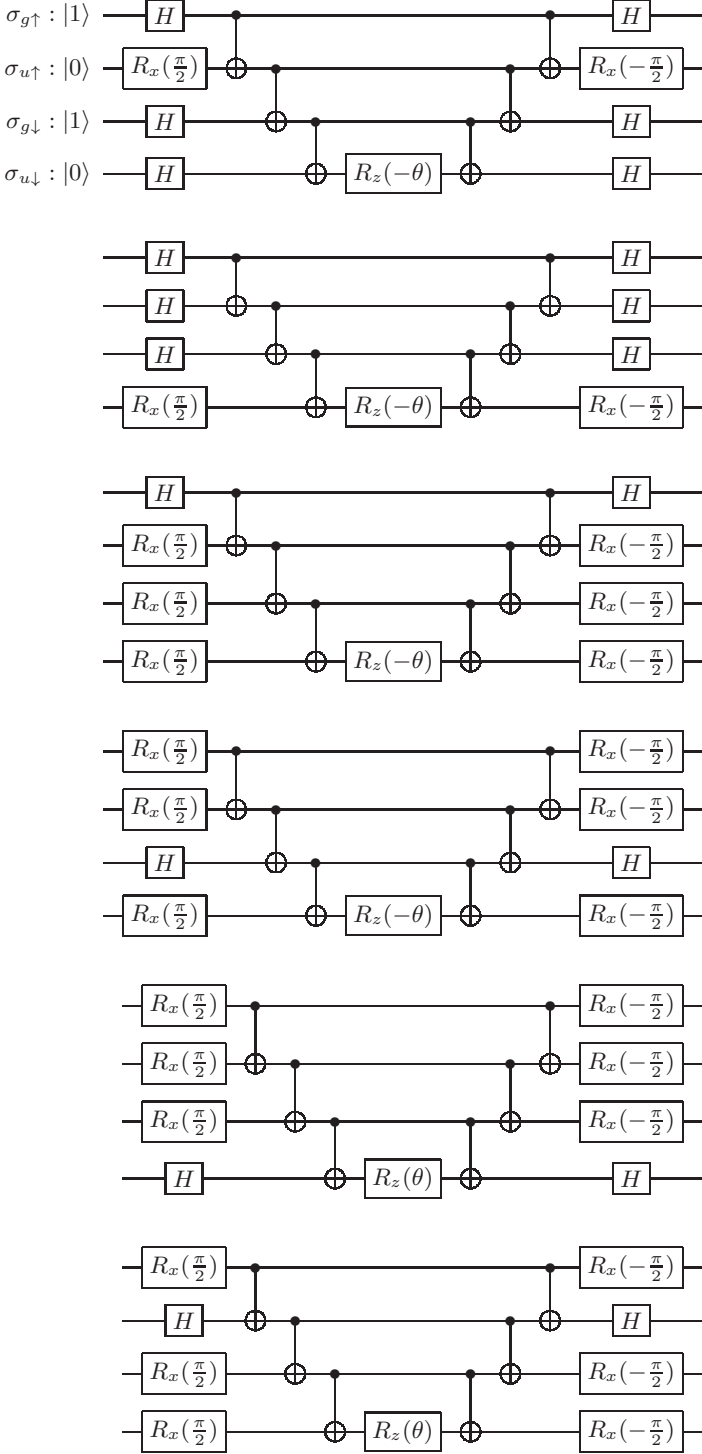 σ_{g↑} : |1⟩ H H
σ_{u↑} : |0⟩ R_x(π/2) R_x(−π/2)
σ_{g↓} : |1⟩ H H
σ_{u↓} : |0⟩ H R_z(−θ) H
H H
H H
H H
R_x(π/2) R_z(−θ) R_x(−π/2)
H H
R_x(π/2) R_x(−π/2)
R_x(π/2) R_x(−π/2)
R_x(π/2) R_z(−θ) R_x(−π/2)
R_x(π/2) R_x(−π/2)
R_x(π/2) R_x(−π/2)
H H
R_x(π/2) R_z(−θ) R_x(−π/2)
R_x(π/2) R_x(−π/2)
R_x(π/2) R_x(−π/2)
R_x(π/2) R_x(−π/2)
H R_z(θ) H
R_x(π/2) R_x(−π/2)
H H
R_x(π/2) R_x(−π/2)
R_x(π/2) R_z(θ) R_x(−π/2)